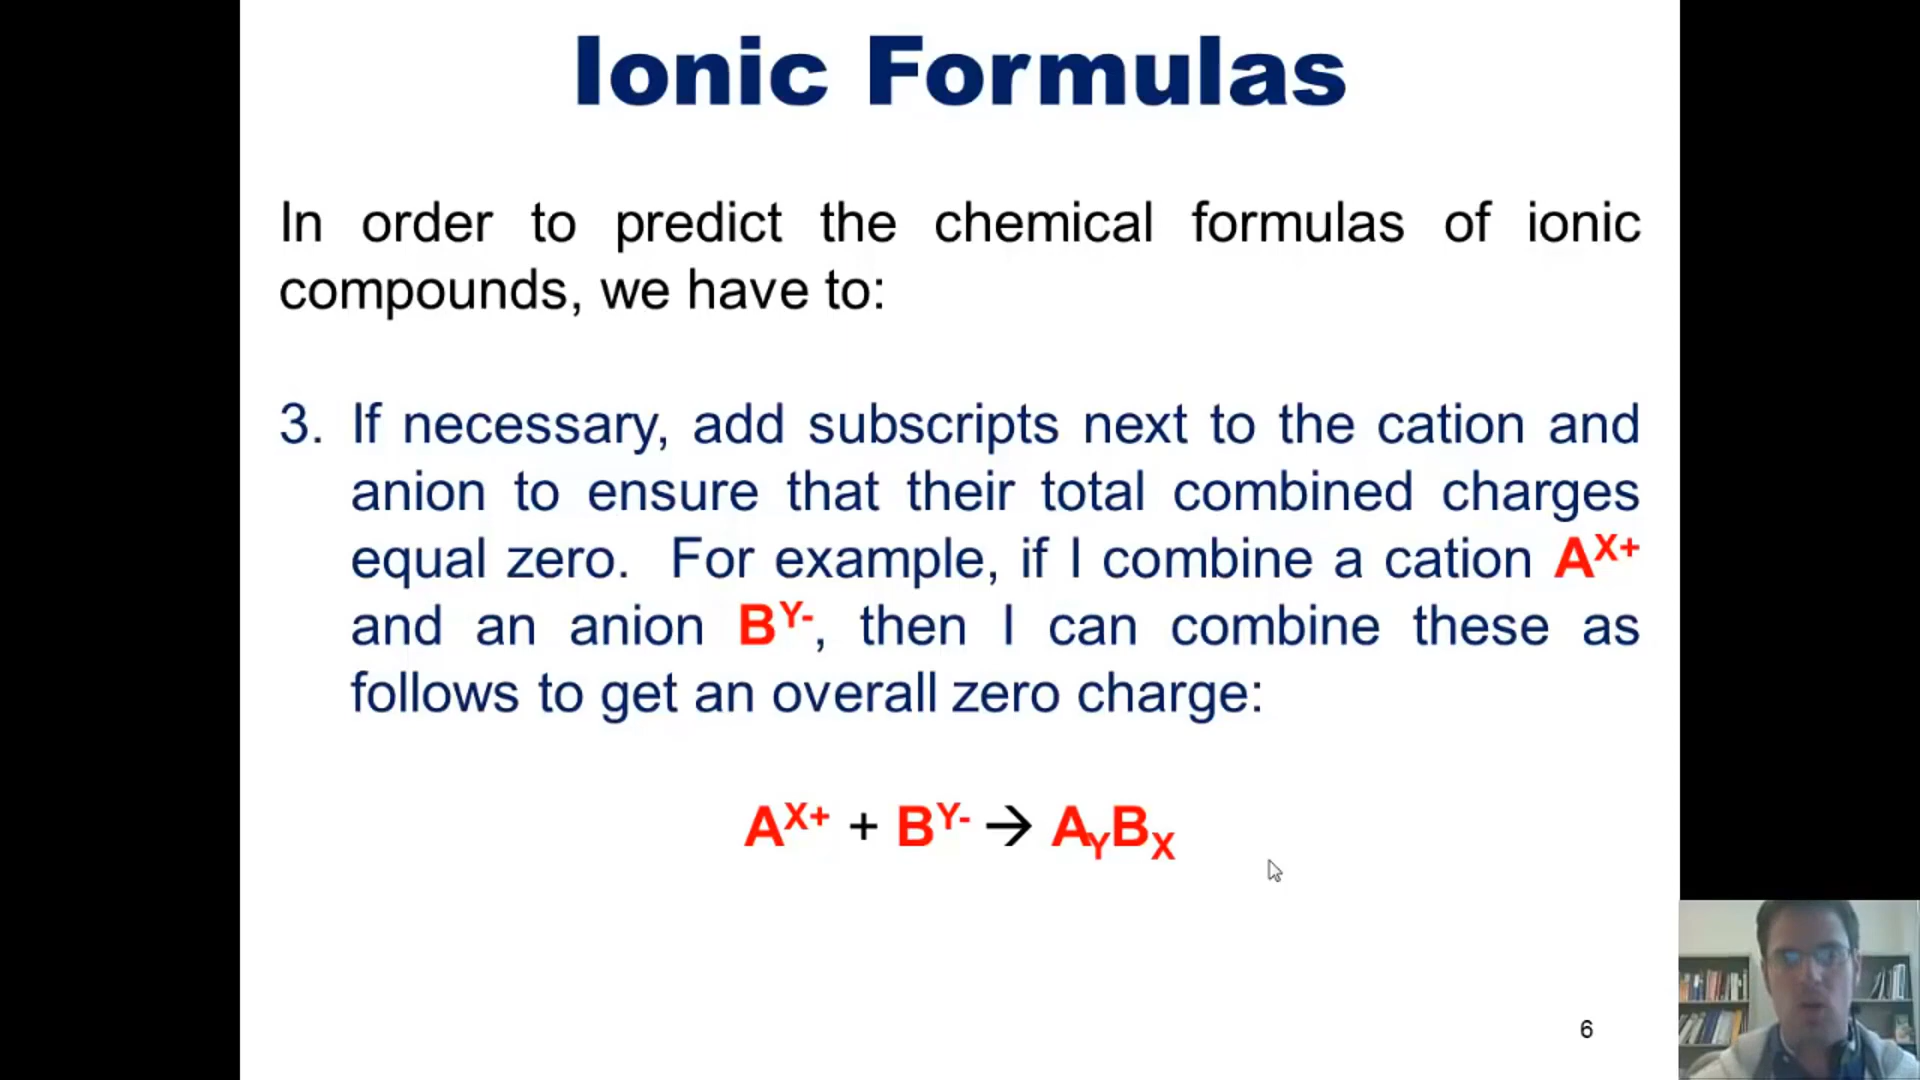 Ionic Formulas
In order to predict the chemical formulas of ionic
compounds, we have to:
3. If necessary, add subscripts next to the cation and
anion to ensure that their total combined charges
equal zero. For example, if I combine a cation A^X+
and an anion B^Y-, then I can combine these as
follows to get an overall zero charge:
A^X+ + B^Y- → A_YB_X
6